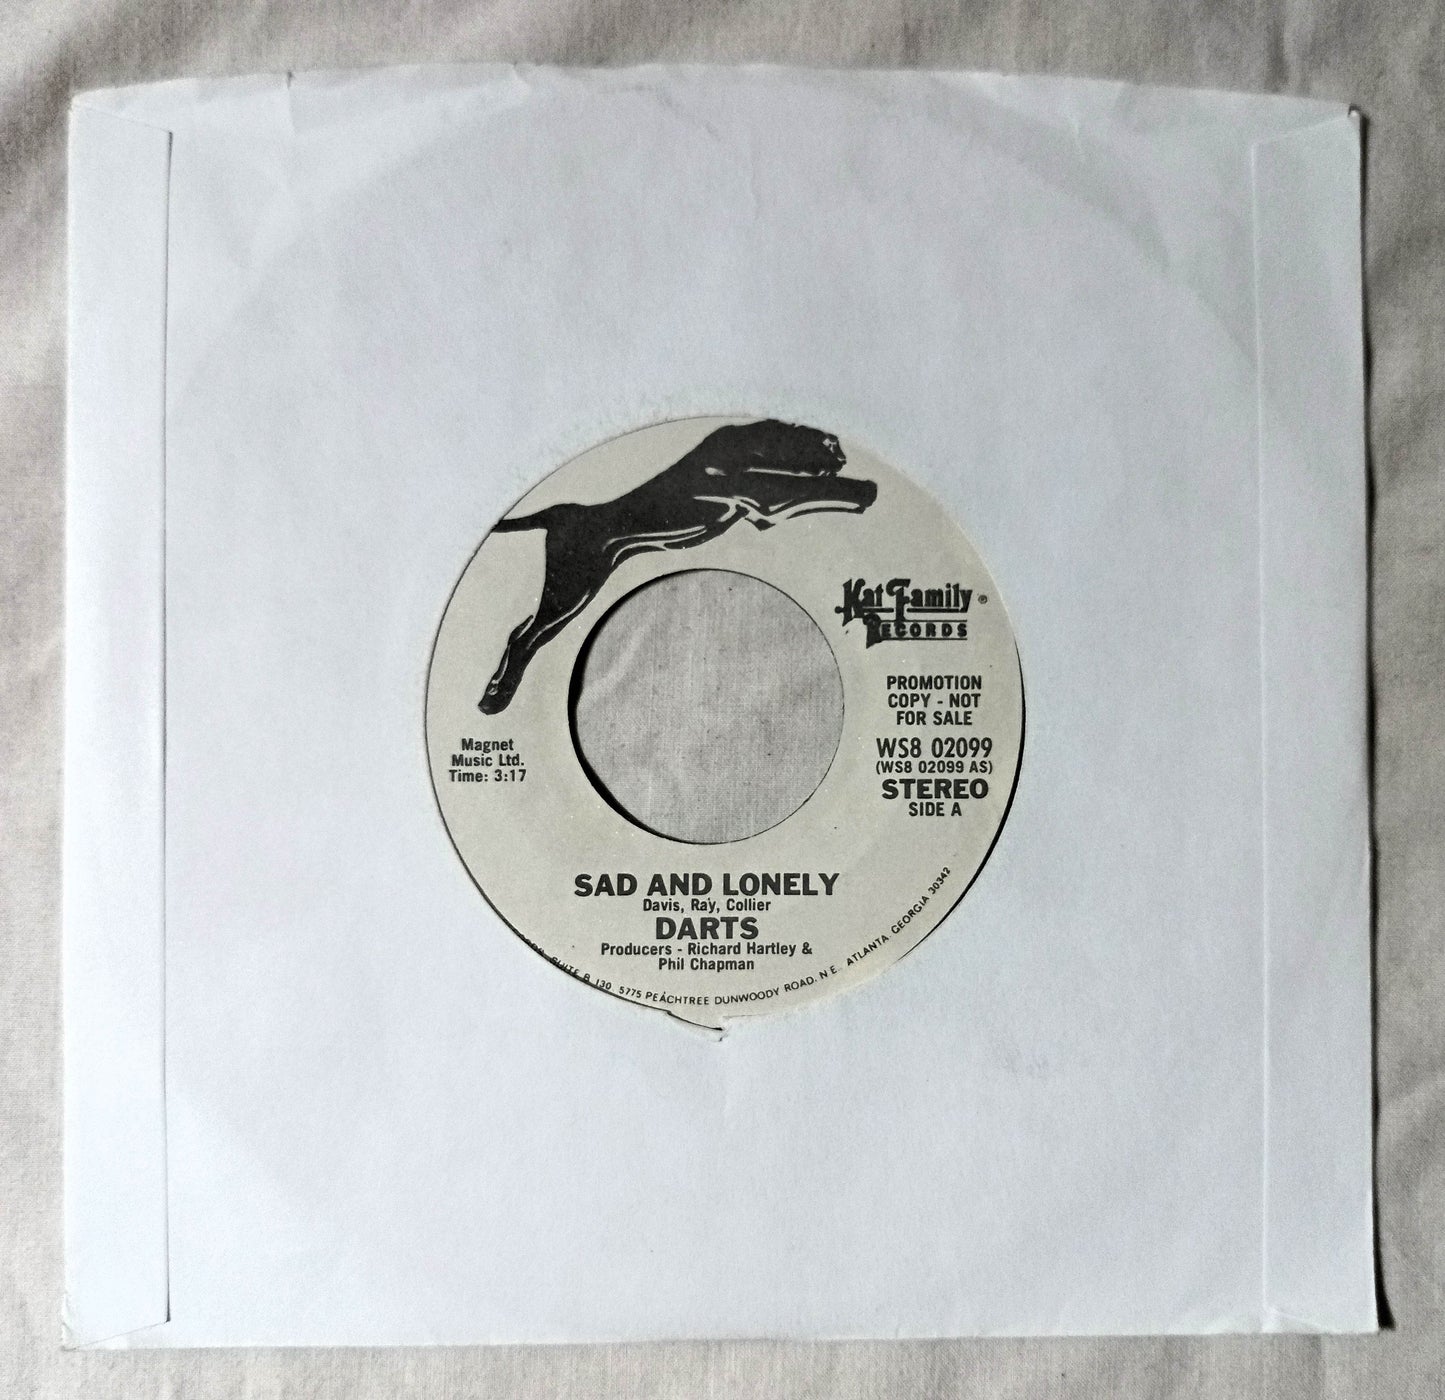 Kat Family ®
RECORDS
PROMOTION
COPY - NOT
FOR SALE
WS8 02099
(WS8 02099 AS)
STEREO
SIDE A
Magnet
Music Ltd.
Time: 3:17
SAD AND LONELY
Davis, Ray, Collier
DARTS
Producers - Richard Hartley &
Phil Chapman
SUITE B 130, 5775 PEACHTREE DUNWOODY ROAD, N.E., ATLANTA, GEORGIA 30342